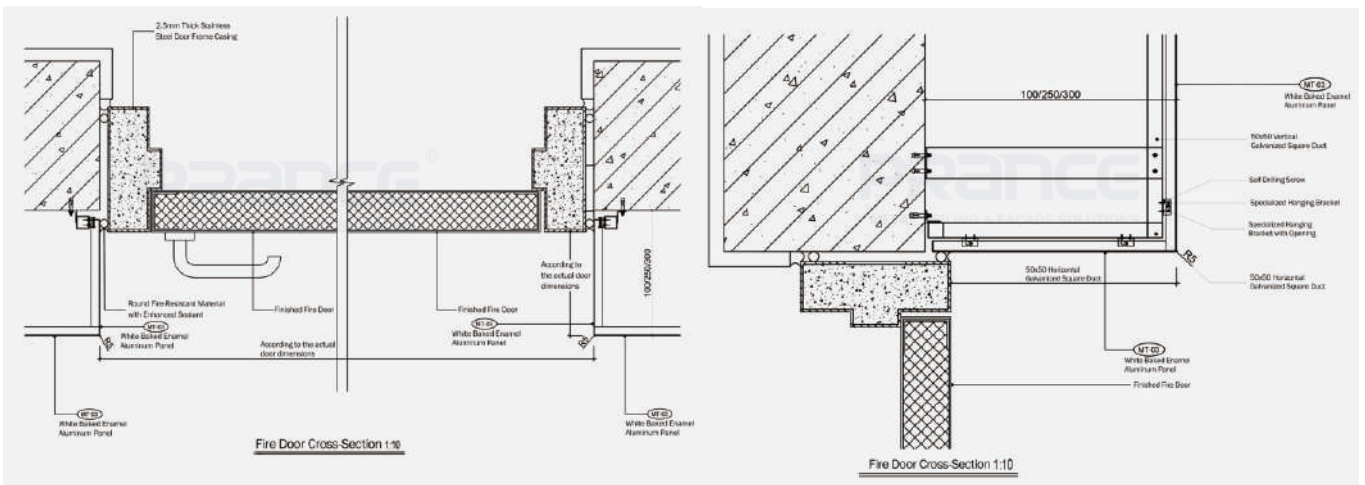 2.5mm Thick Stainless
Steel Door Frame Casing
PRANCE®
According to
the actual door
dimensions
100/250/300
Round Fire-Resistant Material
with Enhanced Sealant
Finished Fire Door
Finished Fire Door
MT-03
White Baked Enamel
Aluminum Panel
According to the actual
door dimensions
MT-03
White Baked Enamel
Aluminum Panel
R5
R5
MT-03
White Baked Enamel
Aluminum Panel
MT-03
White Baked Enamel
Aluminum Panel
Fire Door Cross-Section 1:10
100/250/300
MT-03
White Baked Enamel
Aluminum Panel
50x50 Vertical
Galvanized Square Duct
PRANCE
Self Drilling Screw
Specialized Hanging Bracket
Specialized Hanging
Bracket with Opening
R5
50x50 Horizontal
Galvanized Square Duct
50x50 Horizontal
Galvanized Square Duct
MT-03
White Baked Enamel
Aluminum Panel
Finished Fire Door
Fire Door Cross-Section 1:10